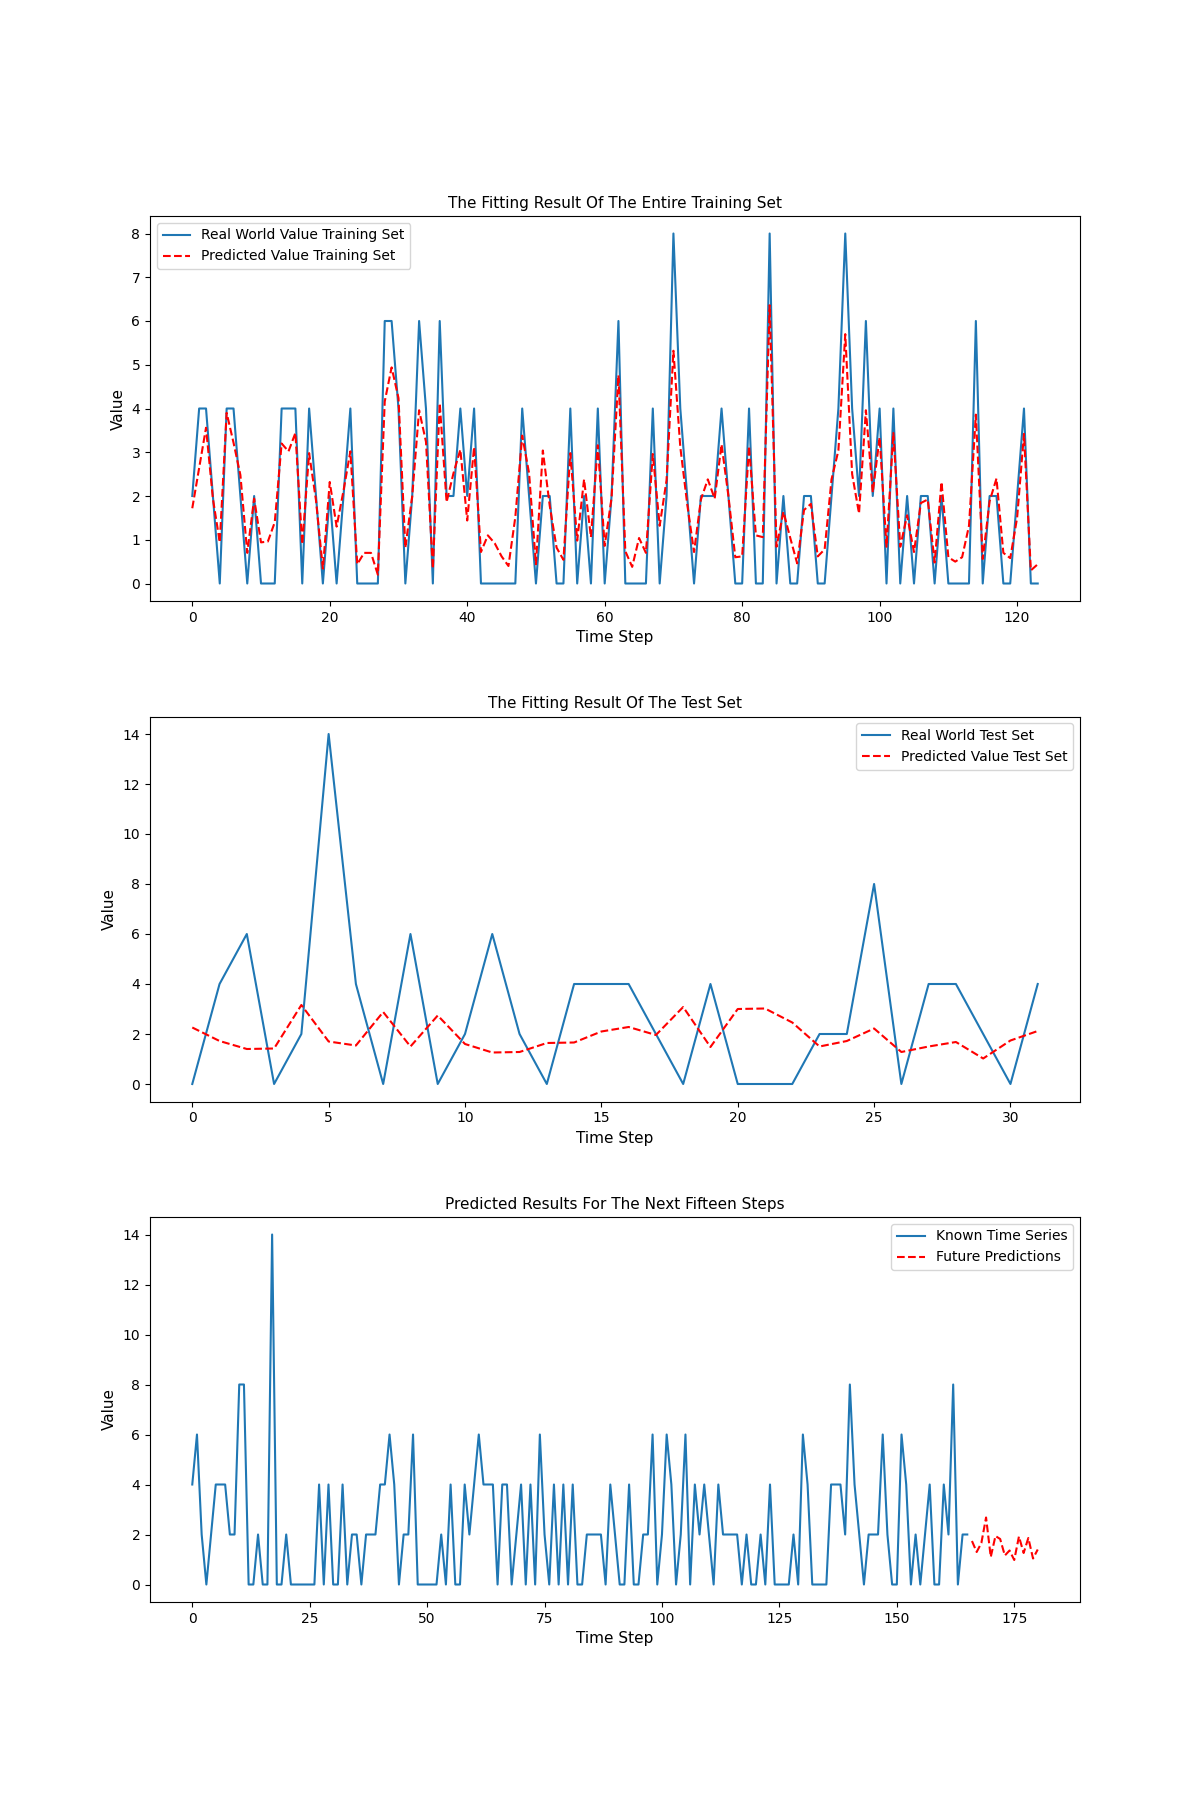 The Fitting Result Of The Entire Training Set
Real World Value Training Set
Predicted Value Training Set
Value
8
7
6
5
4
3
2
1
0
0 20 40 60 80 100 120
Time Step
The Fitting Result Of The Test Set
Real World Test Set
Predicted Value Test Set
Value
14
12
10
8
6
4
2
0
0 5 10 15 20 25 30
Time Step
Predicted Results For The Next Fifteen Steps
Known Time Series
Future Predictions
Value
14
12
10
8
6
4
2
0
0 25 50 75 100 125 150 175
Time Step